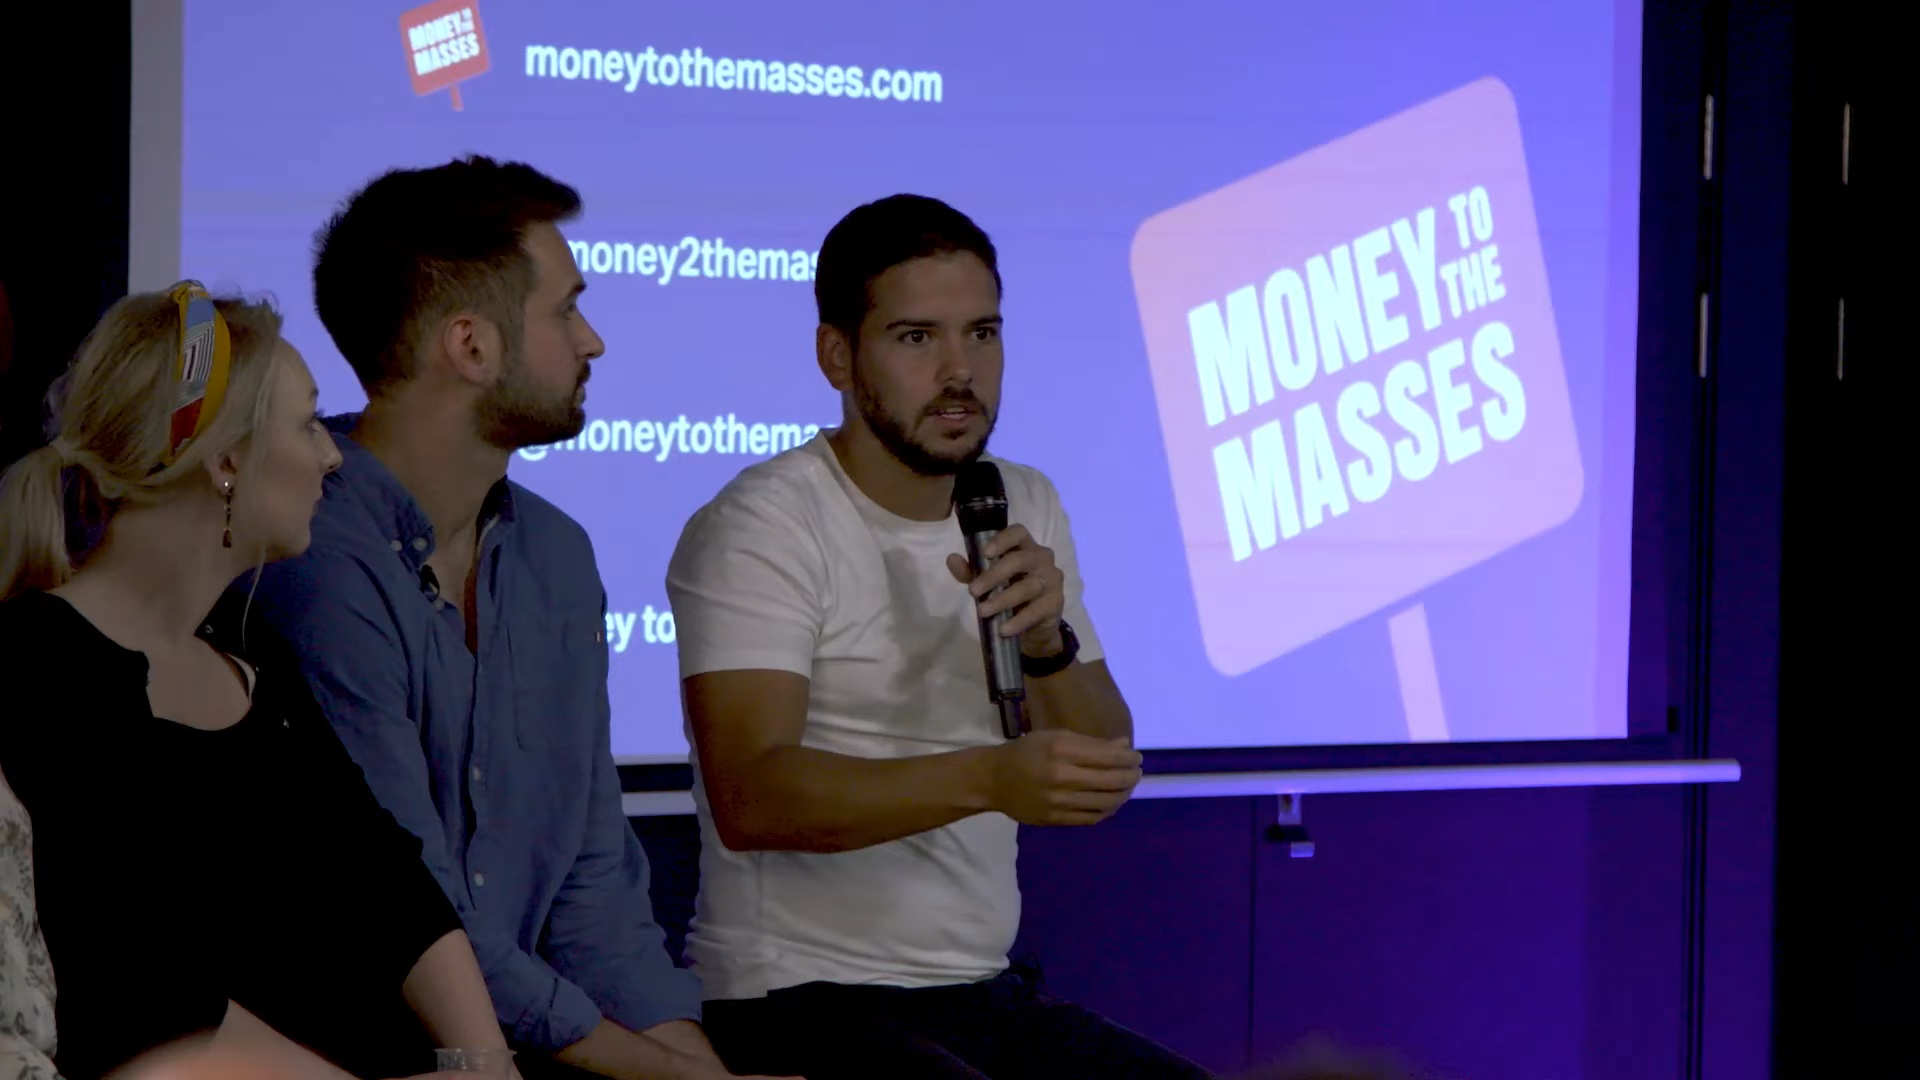 MONEY TO THE MASSES
moneytothemasses.com
money2themas
@moneytothema
ey to
MONEY TO THE
MASSES